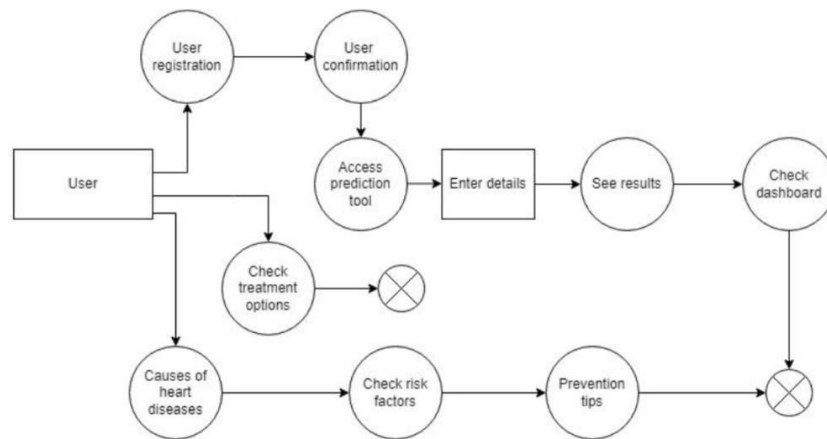 User
registration
User
confirmation
User
Access
prediction
tool
Enter details
See results
Check
dashboard
Check
treatment
options
Causes of
heart
diseases
Check risk
factors
Prevention
tips